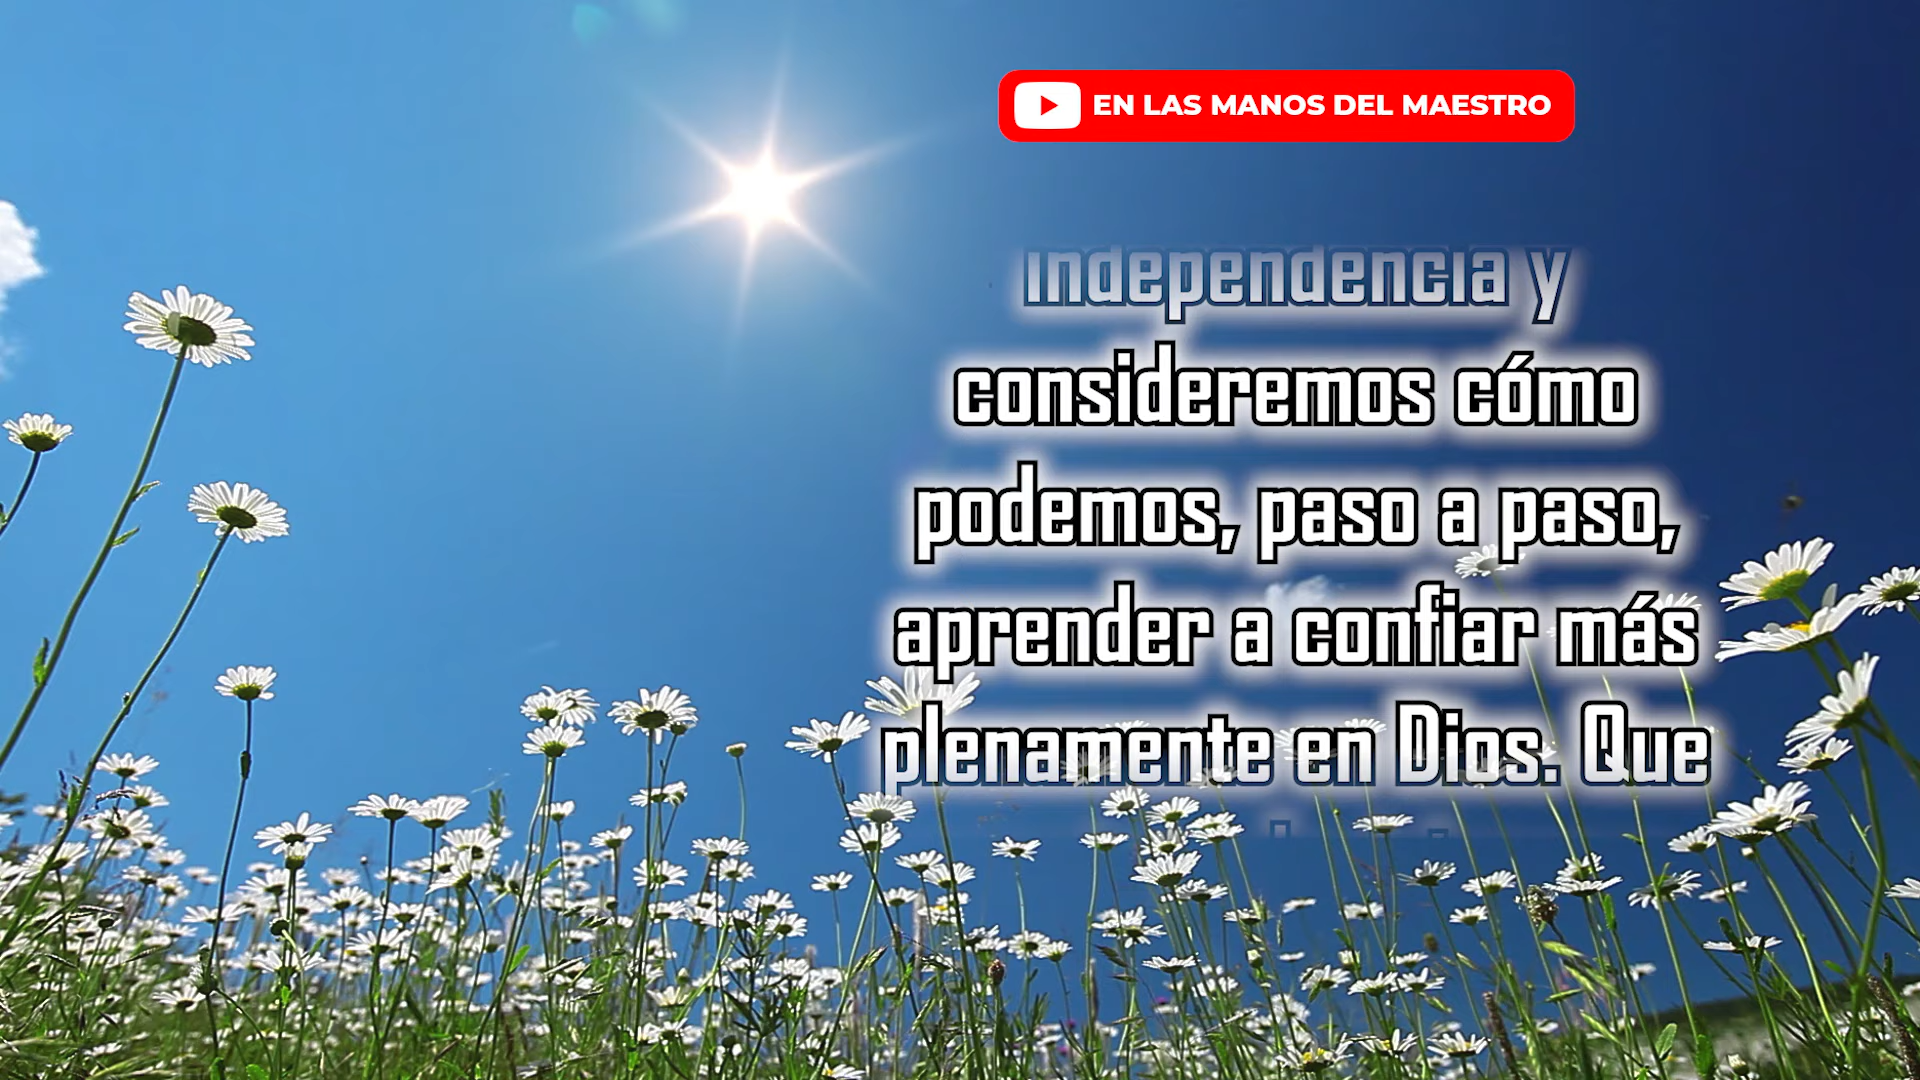 EN LAS MANOS DEL MAESTRO
independencia y
consideremos cómo
podemos, paso a paso,
aprender a confiar más
plenamente en Dios. Que